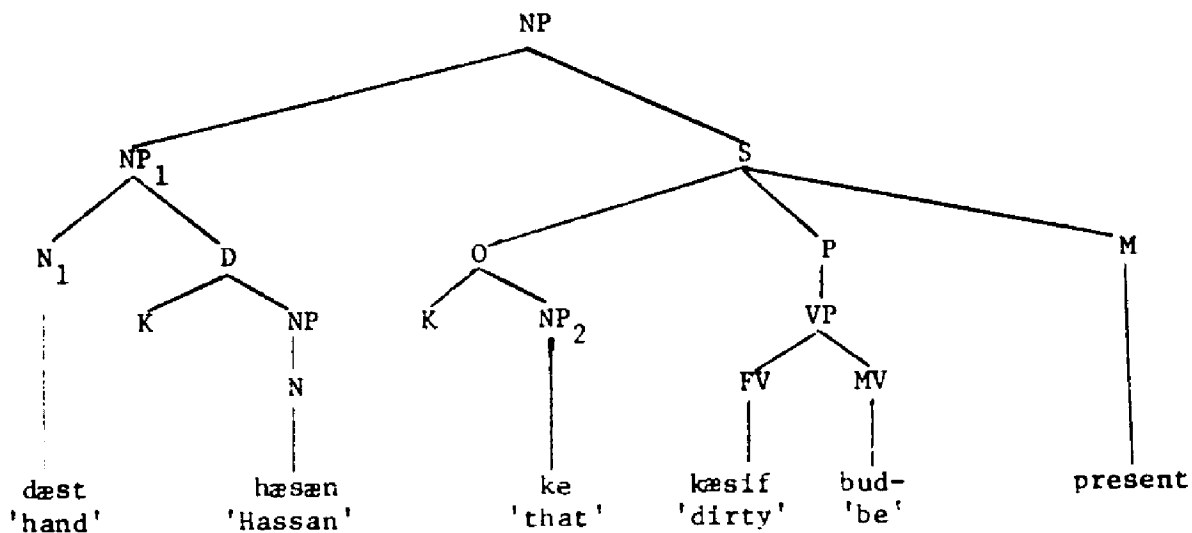 NP
NP1 S
N1 D O P M
K NP K NP2 VP
N FV MV
dæst hæsæn ke kæsif bud- present
'hand' 'Hassan' 'that' 'dirty' 'be'